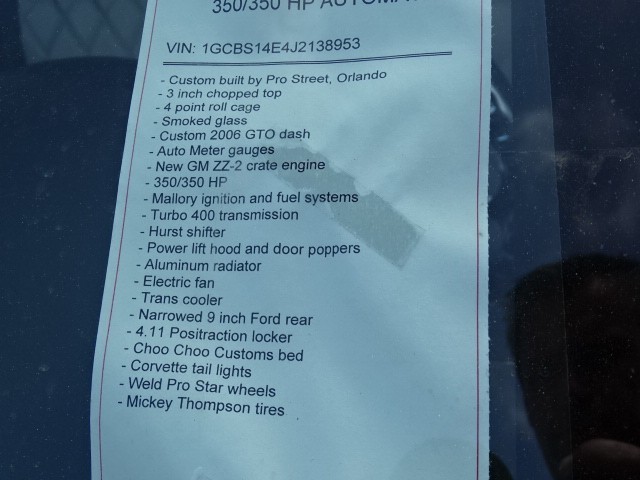 350/350 HP AUTOMA
VIN: 1GCBS14E4J2138953
- Custom built by Pro Street, Orlando
- 3 inch chopped top
- 4 point roll cage
- Smoked glass
- Custom 2006 GTO dash
- Auto Meter gauges
- New GM ZZ-2 crate engine
- 350/350 HP
- Mallory ignition and fuel systems
- Turbo 400 transmission
- Hurst shifter
- Power lift hood and door poppers
- Aluminum radiator
- Electric fan
- Trans cooler
- Narrowed 9 inch Ford rear
- 4.11 Positraction locker
- Choo Choo Customs bed
- Corvette tail lights
- Weld Pro Star wheels
- Mickey Thompson tires